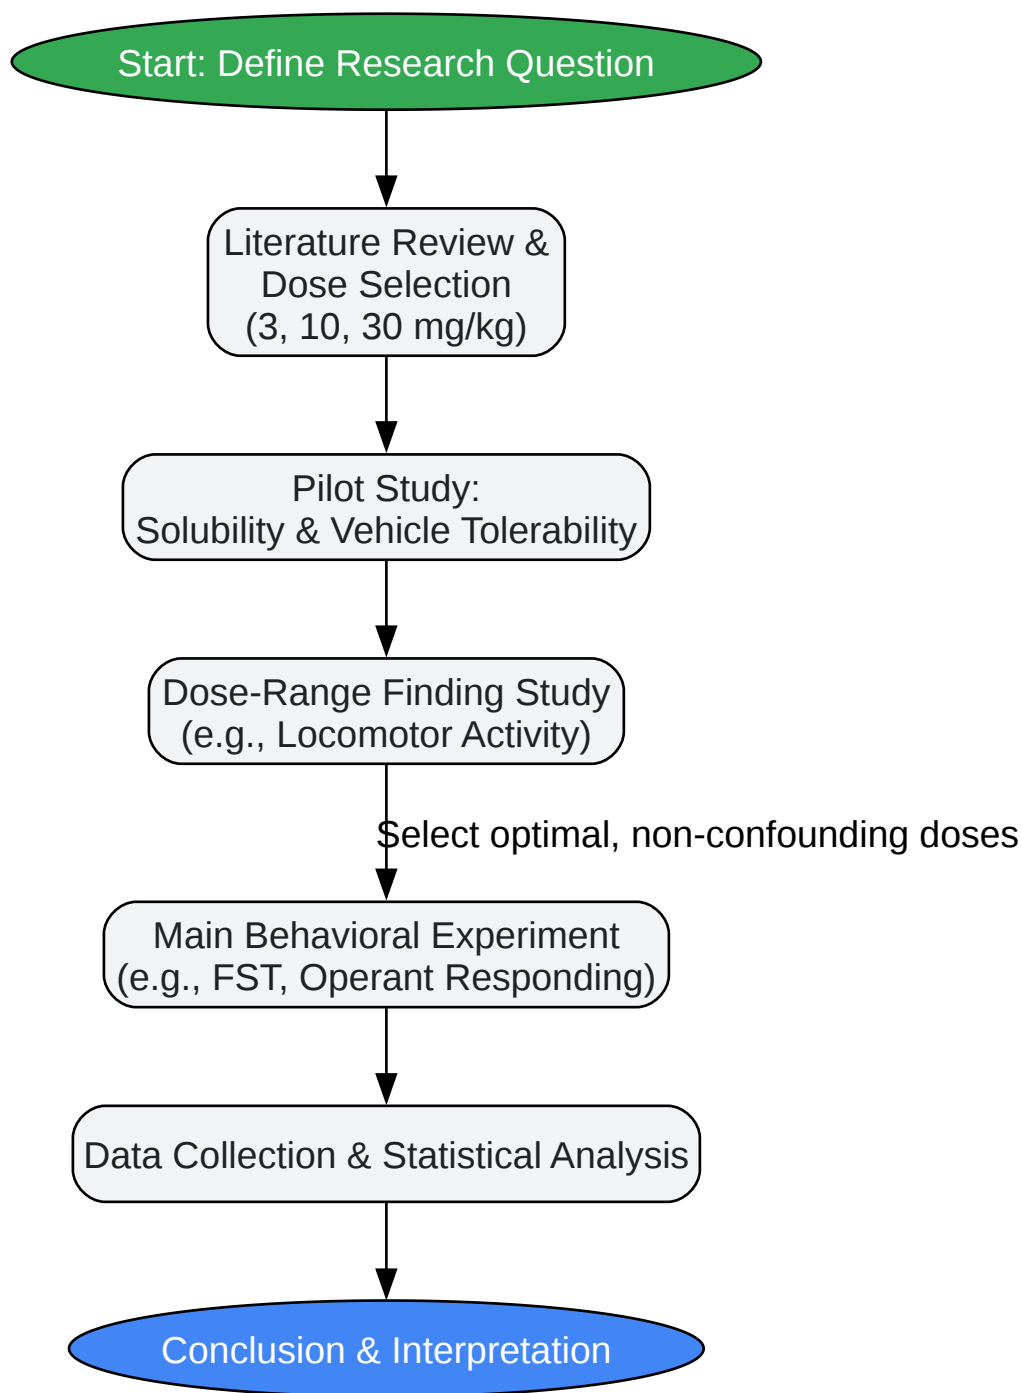 Start: Define Research Question
Literature Review &
Dose Selection
(3, 10, 30 mg/kg)
Pilot Study:
Solubility & Vehicle Tolerability
Dose-Range Finding Study
(e.g., Locomotor Activity)
Select optimal, non-confounding doses
Main Behavioral Experiment
(e.g., FST, Operant Responding)
Data Collection & Statistical Analysis
Conclusion & Interpretation